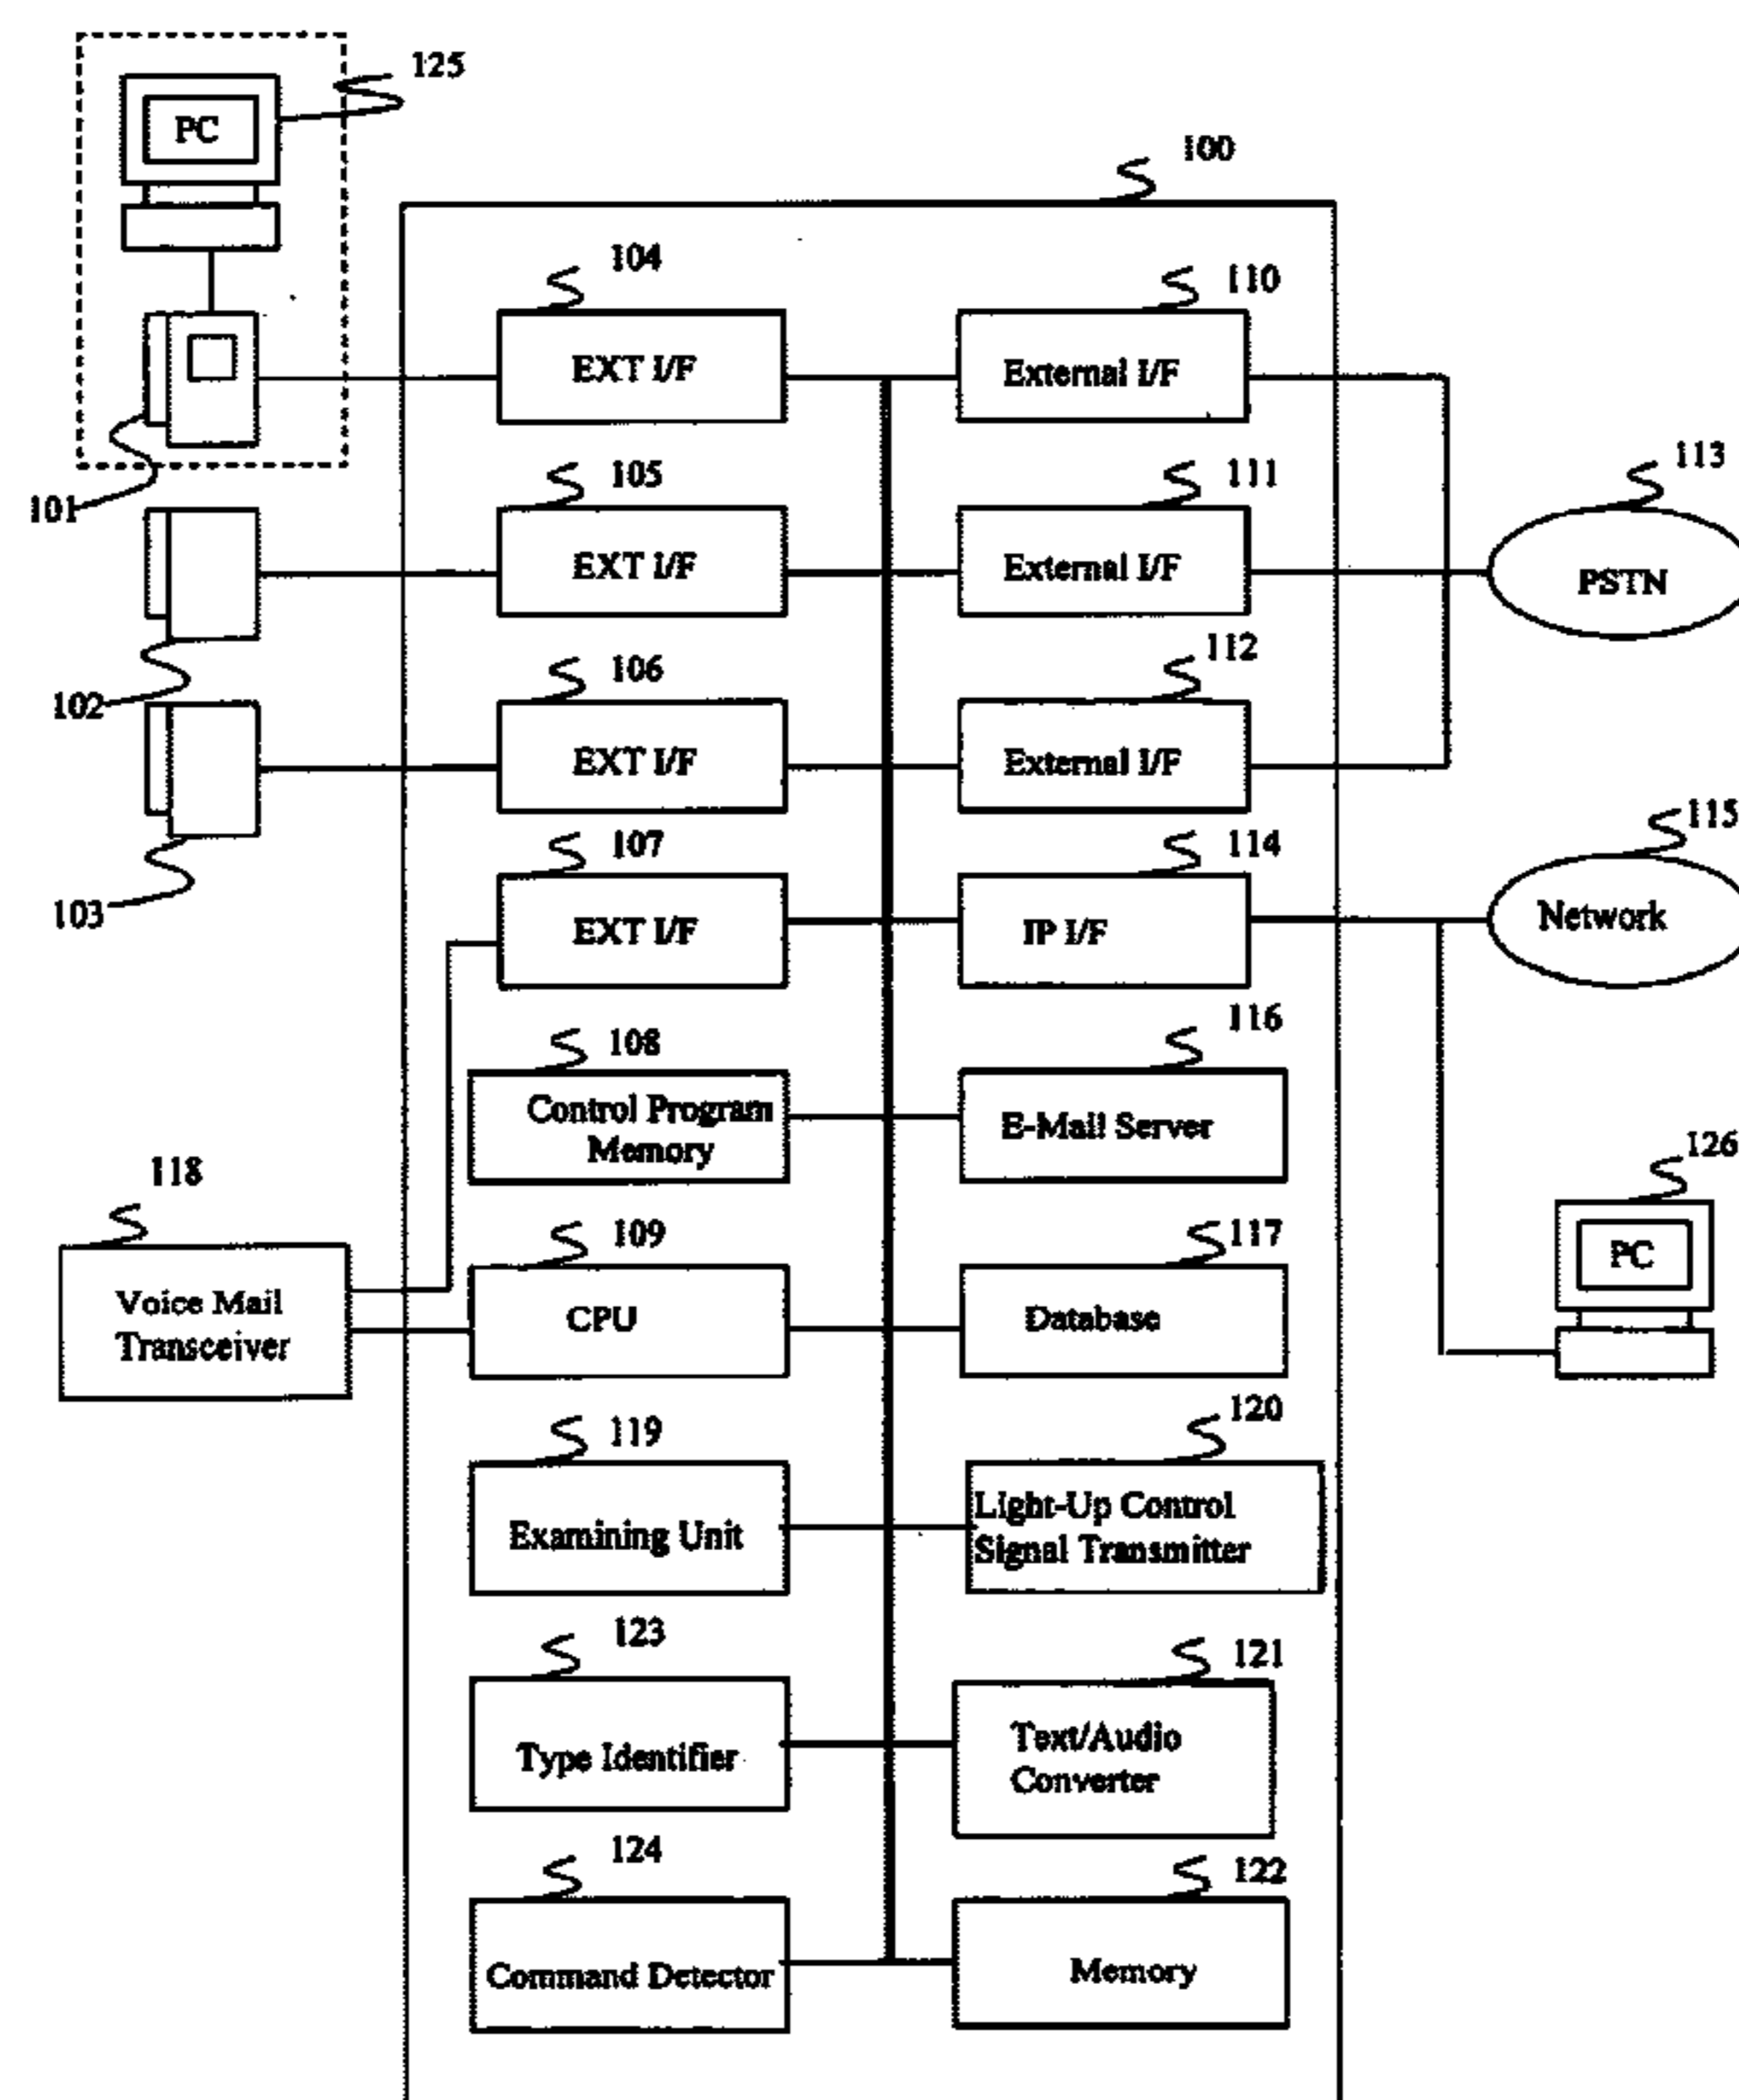 125
PC
100
104
110
EXT I/F
External I/F
101
105
111
113
EXT I/F
External I/F
PSTN
102
106
112
EXT I/F
External I/F
103
107
114
115
EXT I/F
IP I/F
Network
108
116
Control Program
Memory
E-Mail Server
118
126
Voice Mail
Transceiver
109
117
CPU
Database
PC
119
120
Examining Unit
Light-Up Control
Signal Transmitter
123
121
Type Identifier
Text/Audio
Converter
124
122
Command Detector
Memory